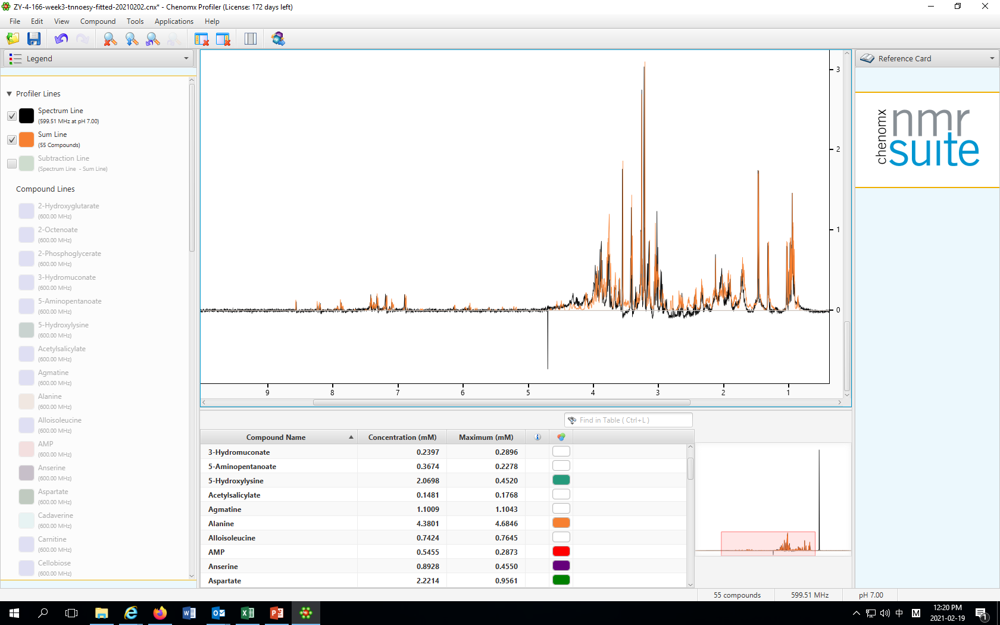 ZY-4-166-week3-tnnoesy-fitted-20210202.cnx* - Chenomx Profiler (License: 172 days left)
File Edit View Compound Tools Applications Help
Legend
Profiler Lines
Spectrum Line
(599.51 MHz at pH 7.00)
Sum Line
(55 Compounds)
Subtraction Line
(Spectrum Line - Sum Line)
Compound Lines
2-Hydroxyglutarate
(600.00 MHz)
2-Octenoate
(600.00 MHz)
2-Phosphoglycerate
(600.00 MHz)
3-Hydromuconate
(600.00 MHz)
5-Aminopentanoate
(600.00 MHz)
5-Hydroxylysine
(600.00 MHz)
Acetylsalicylate
(600.00 MHz)
Agmatine
(600.00 MHz)
Alanine
(600.00 MHz)
Alloisoleucine
(600.00 MHz)
AMP
(600.00 MHz)
Anserine
(600.00 MHz)
Aspartate
(600.00 MHz)
Cadaverine
(600.00 MHz)
Carnitine
(600.00 MHz)
Cellobiose
(600.00 MHz)
3
2
1
0
9 8 7 6 5 4 3 2 1
Find in Table ( Ctrl+L )
Compound Name Concentration (mM) Maximum (mM)
3-Hydromuconate 0.2397 0.2896
5-Aminopentanoate 0.3674 0.2278
5-Hydroxylysine 2.0698 0.4520
Acetylsalicylate 0.1481 0.1768
Agmatine 1.1009 1.1043
Alanine 4.3801 4.6846
Alloisoleucine 0.7424 0.7645
AMP 0.5455 0.2873
Anserine 0.8928 0.4550
Aspartate 2.2214 0.9561
Reference Card
chenomx
nmr
suite
55 compounds 599.51 MHz pH 7.00
中 M
12:20 PM
2021-02-19
1